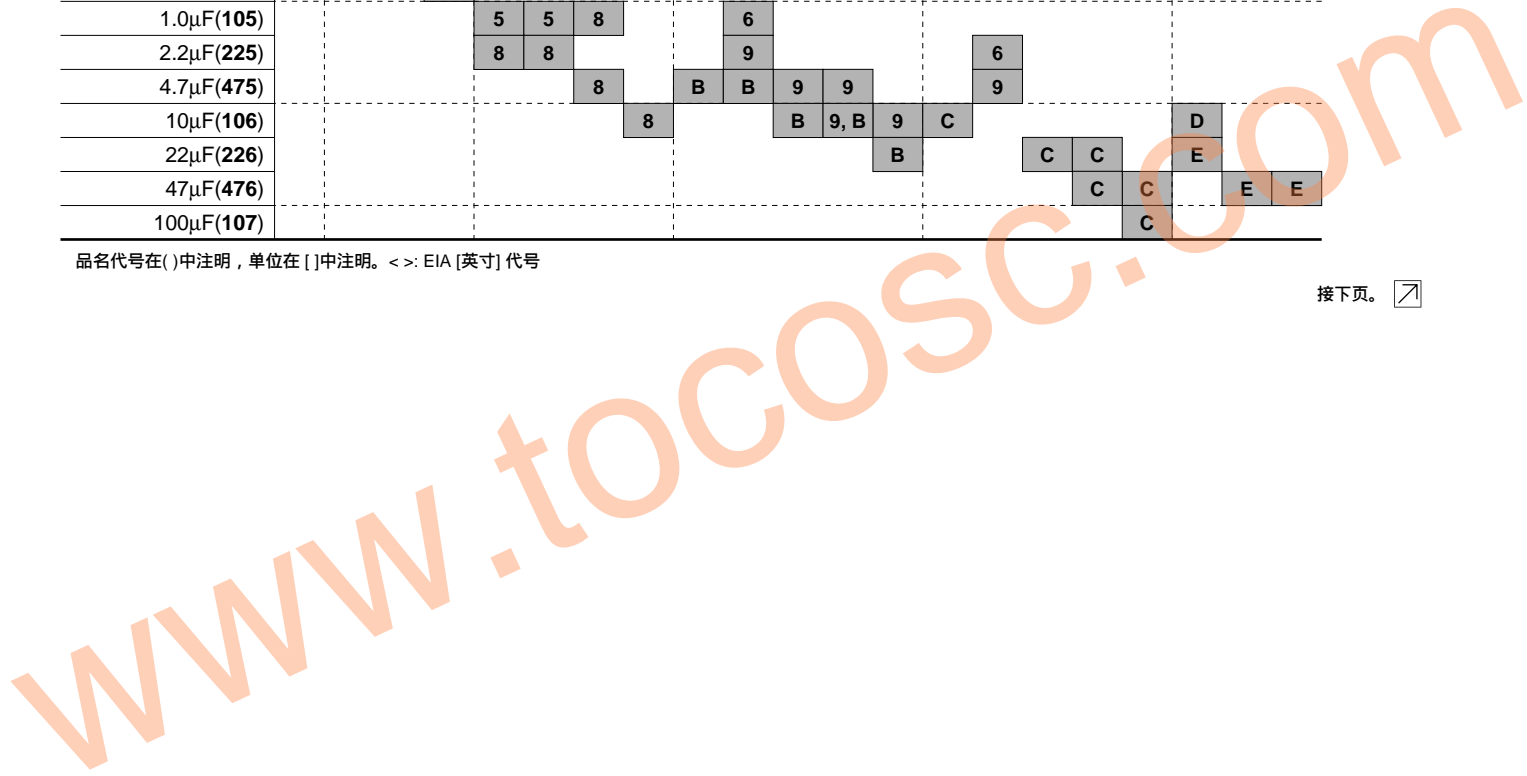 1.0μF(105) 5 5 8 6
2.2μF(225) 8 8 9 6
4.7μF(475) 8 B B 9 9 9
10μF(106) 8 B 9, B 9 C D
22μF(226) B C C E
47μF(476) C C E E
100μF(107) C
品名代号在( )中注明，单位在 [ ]中注明。< >: EIA [英寸] 代号
接下页。
www.tocosc.com